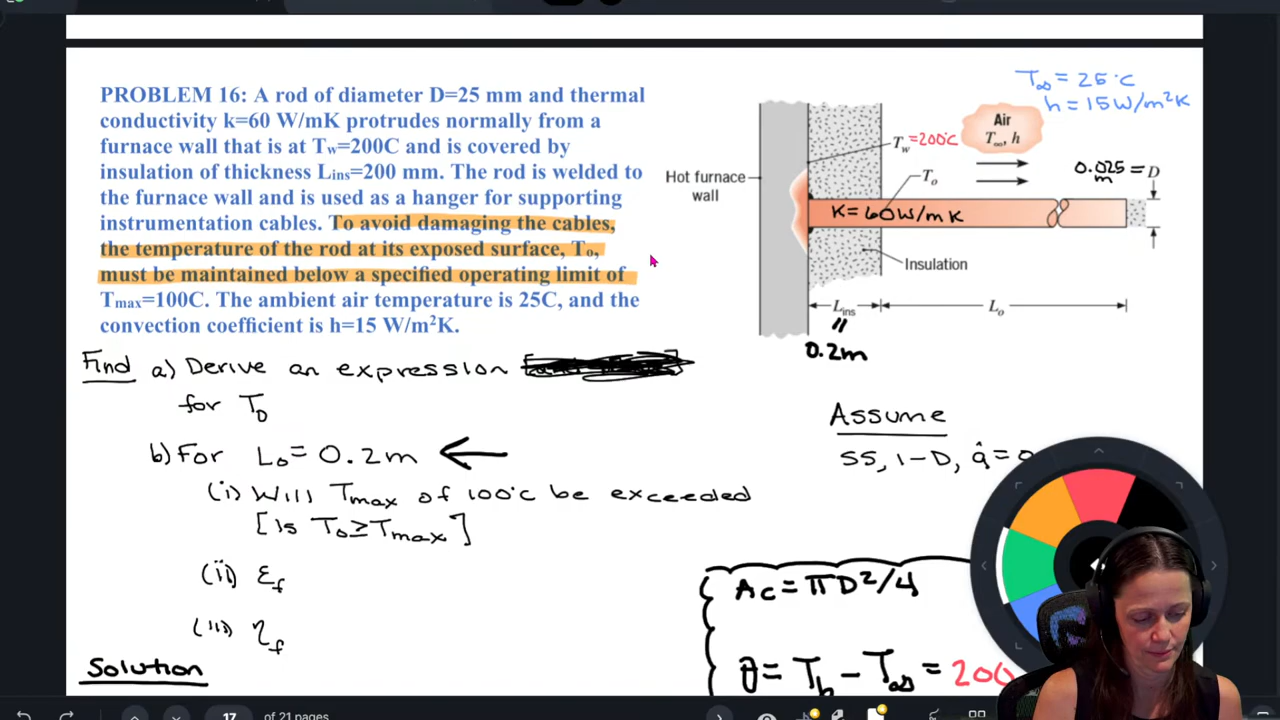 PROBLEM 16: A rod of diameter D=25 mm and thermal
conductivity k=60 W/mK protrudes normally from a
furnace wall that is at Tw=200C and is covered by
insulation of thickness Lins=200 mm. The rod is welded to
the furnace wall and is used as a hanger for supporting
instrumentation cables. To avoid damaging the cables,
the temperature of the rod at its exposed surface, To,
must be maintained below a specified operating limit of
Tmax=100C. The ambient air temperature is 25C, and the
convection coefficient is h=15 W/m²K.
T∞ = 25°C
h = 15 W/m²K
Air
T∞, h
Tw =200°C
To
Hot furnace
wall
0.025 = D
m
K=60W/mK
Insulation
Lins
Lo
0.2m
Find a) Derive an expression
for To
b) For Lo = 0.2m
(i) Will Tmax of 100°C be exceeded
[Is To≥Tmax]
(ii) εf
(iii) ηf
Solution
Assume
SS, 1-D, q̇ = 0
Ac = πD²/4
θ = Tb - T∞ = 200
17 of 21 pages